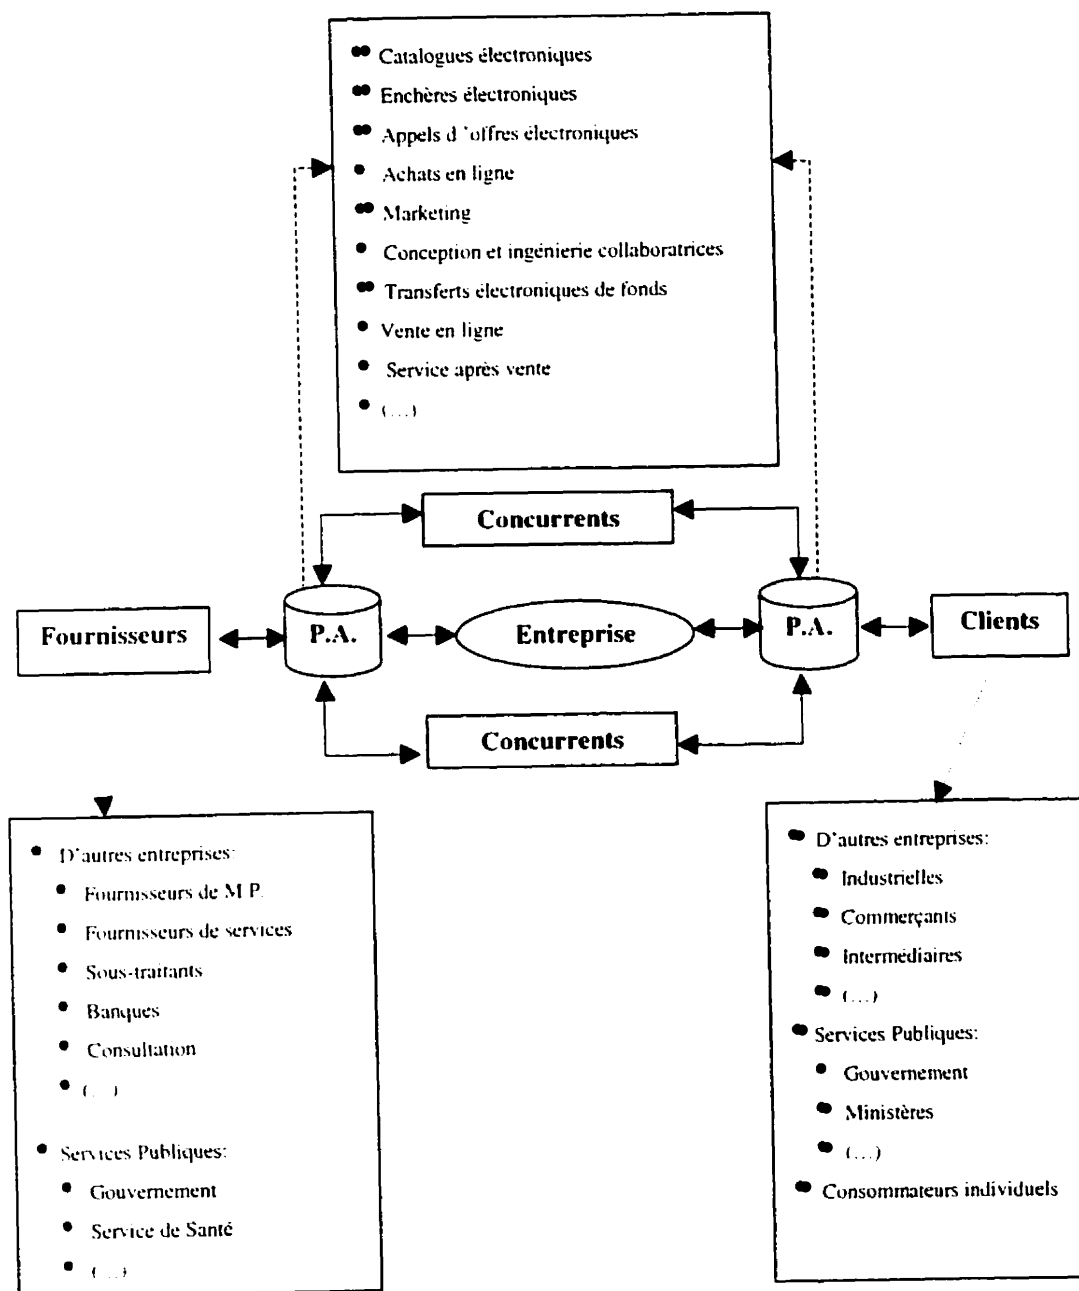 Catalogues électroniques
Enchères électroniques
Appels d 'offres électroniques
Achats en ligne
Marketing
Conception et ingénierie collaboratrices
Transferts électroniques de fonds
Vente en ligne
Service après vente
(...)
Concurrents
Fournisseurs
P.A.
Entreprise
P.A.
Clients
Concurrents
D'autres entreprises:
Fournisseurs de M.P.
Fournisseurs de services
Sous-traitants
Banques
Consultation
(...)
Services Publiques:
Gouvernement
Service de Santé
(...)
D'autres entreprises:
Industrielles
Commerçants
Intermédiaires
(...)
Services Publiques:
Gouvernement
Ministères
(...)
Consommateurs individuels